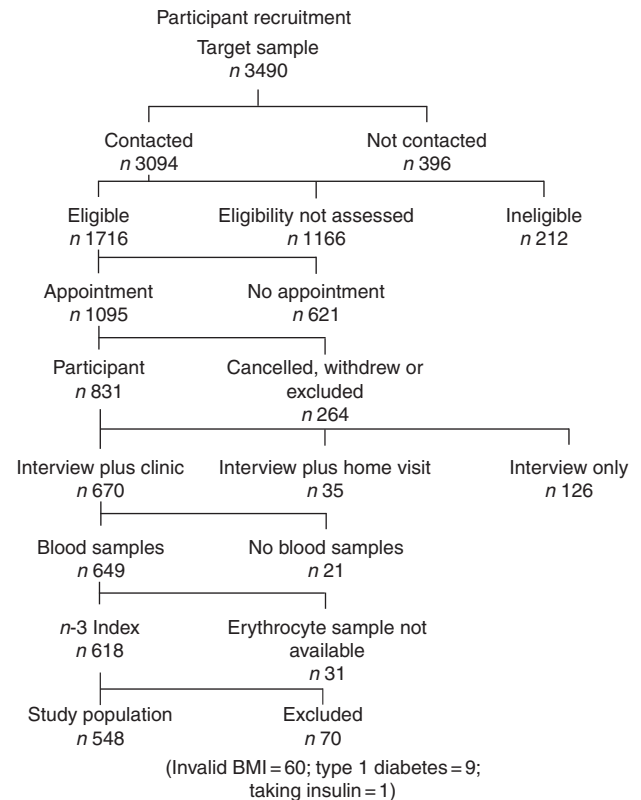 Participant recruitment
Target sample
n 3490
Contacted
n 3094
Not contacted
n 396
Eligible
n 1716
Eligibility not assessed
n 1166
Ineligible
n 212
Appointment
n 1095
No appointment
n 621
Participant
n 831
Cancelled, withdrew or
excluded
n 264
Interview plus clinic
n 670
Interview plus home visit
n 35
Interview only
n 126
Blood samples
n 649
No blood samples
n 21
n-3 Index
n 618
Erythrocyte sample not
available
n 31
Study population
n 548
Excluded
n 70
(Invalid BMI = 60; type 1 diabetes = 9;
taking insulin = 1)